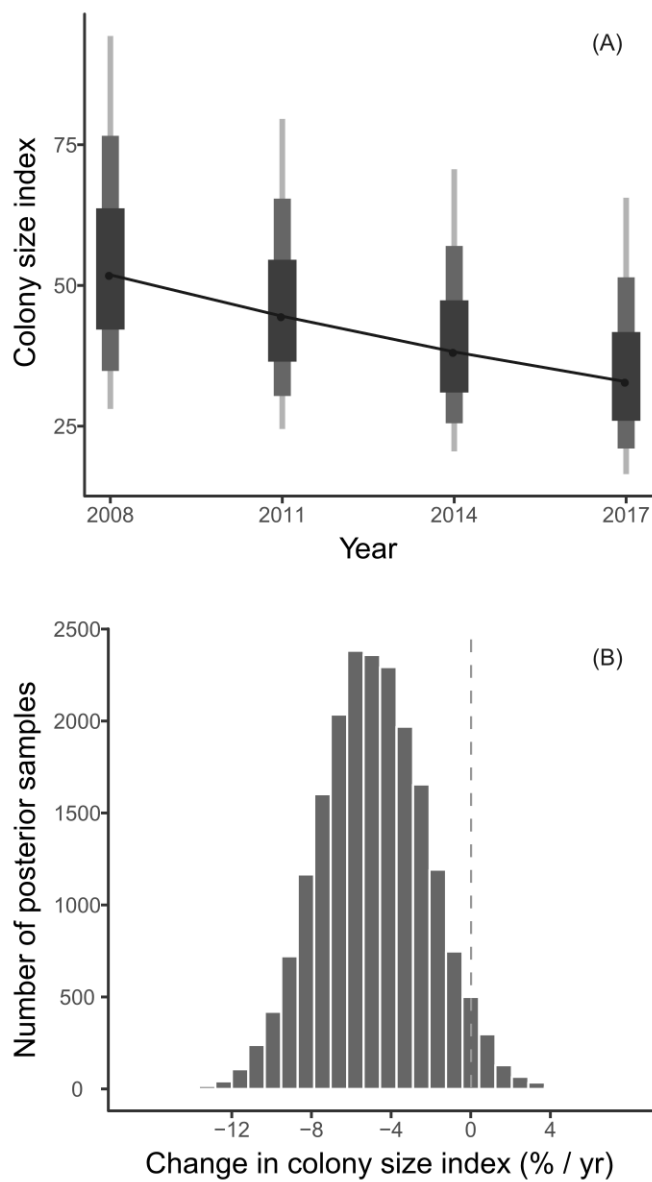 (A)
Colony size index
75
50
25
2008 2011 2014 2017
Year
(B)
Number of posterior samples
2500
2000
1500
1000
500
0
−12 −8 −4 0 4
Change in colony size index (% / yr)